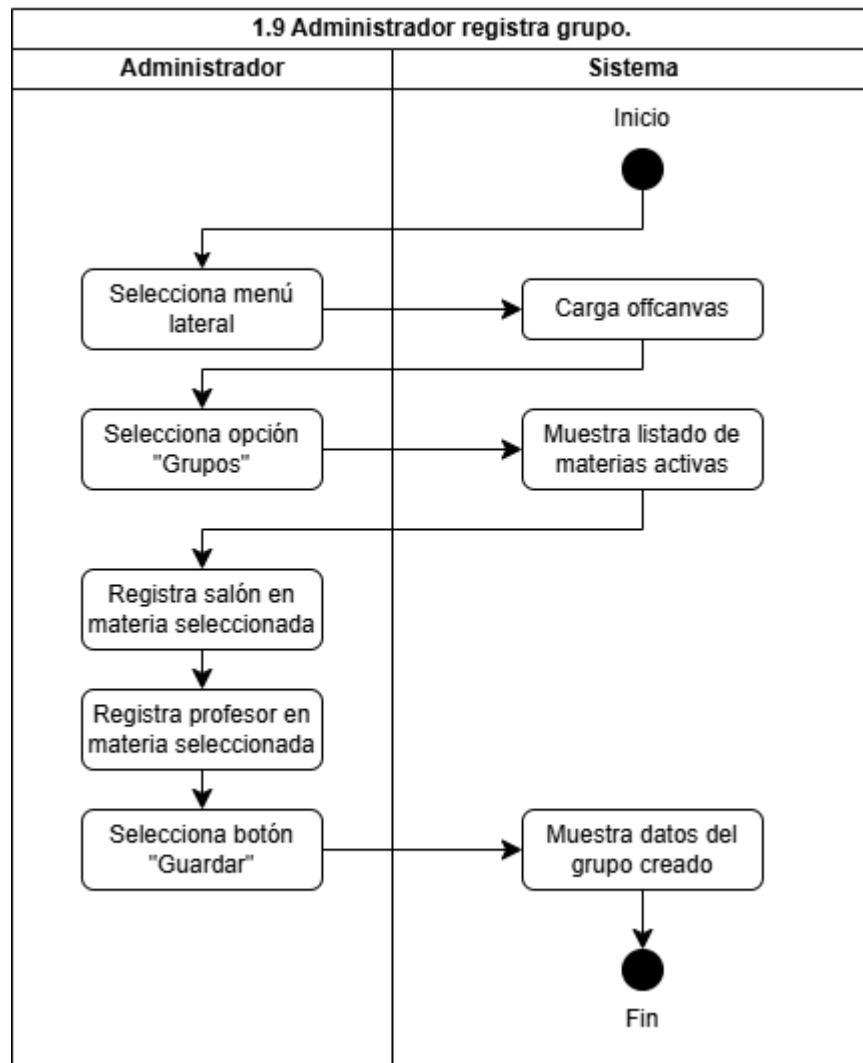 1.9 Administrador registra grupo.
Administrador
Sistema
Inicio
Selecciona menú
lateral
Carga offcanvas
Selecciona opción
"Grupos"
Muestra listado de
materias activas
Registra salón en
materia seleccionada
Registra profesor en
materia seleccionada
Selecciona botón
"Guardar"
Muestra datos del
grupo creado
Fin